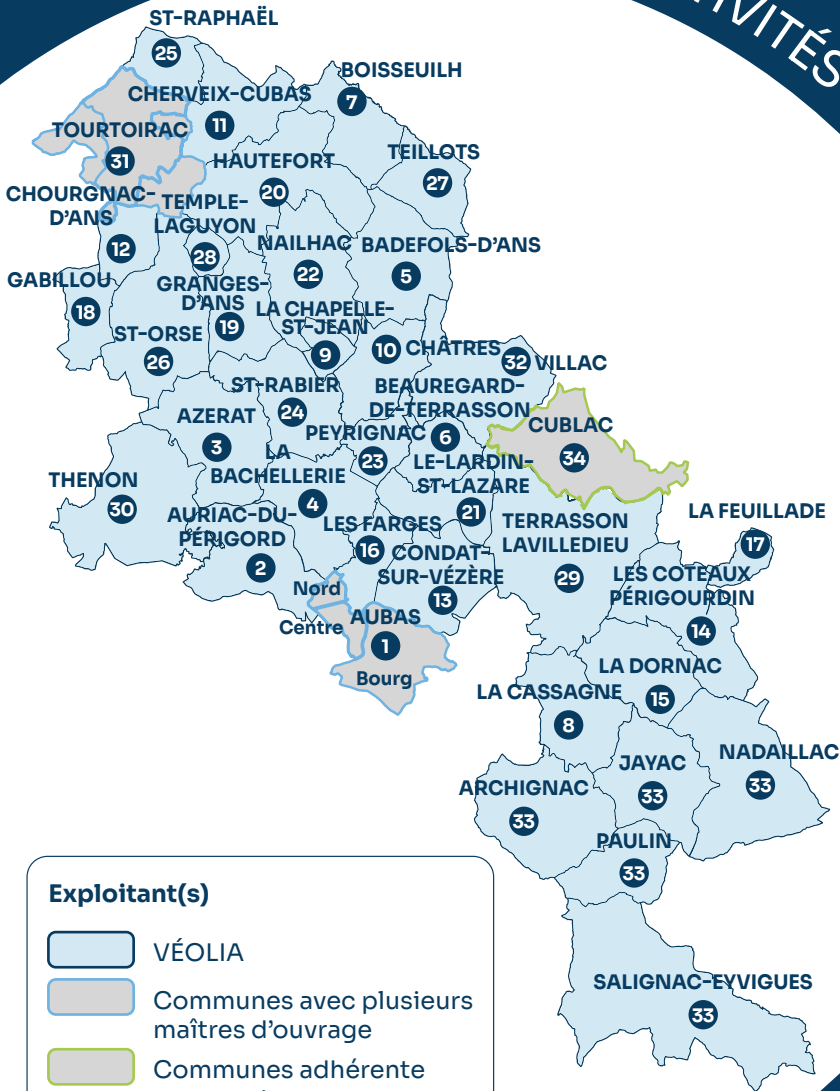 IVITÉS
ST-RAPHAËL
25
BOISSEUILH
7
CHERVEIX-CUBAS
11
TOURTOIRAC
31
HAUTEFORT
20
TEILLOTS
27
CHOURGNAC-
D'ANS
12
TEMPLE-
LAGUYON
28
NAILHAC
22
BADEFOLS-D'ANS
5
GABILLOU
18
GRANGES-
D'ANS
19
LA CHAPELLE-
ST-JEAN
9
ST-ORSE
26
10 CHÂTRES
32 VILLAC
ST-RABIER
24
BEAUREGARD-
DE-TERRASSON
6
AZERAT
3
PEYRIGNAC
23
CUBLAC
34
LA
BACHELLERIE
4
LE-LARDIN-
ST-LAZARE
21
THENON
30
AURIAC-DU-
PÉRIGORD
2
LES FARGES
16
CONDAT-
SUR-VÉZÈRE
13
TERRASSON
LAVILLEDIEU
29
LA FEUILLADE
17
LES COTEAUX
PÉRIGOURDIN
14
Nord
Centre
AUBAS
1
Bourg
LA DORNAC
15
LA CASSAGNE
8
NADAILLAC
33
JAYAC
33
ARCHIGNAC
33
PAULIN
33
SALIGNAC-EYVIGUES
33
Exploitant(s)
VÉOLIA
Communes avec plusieurs
maîtres d'ouvrage
Communes adhérente